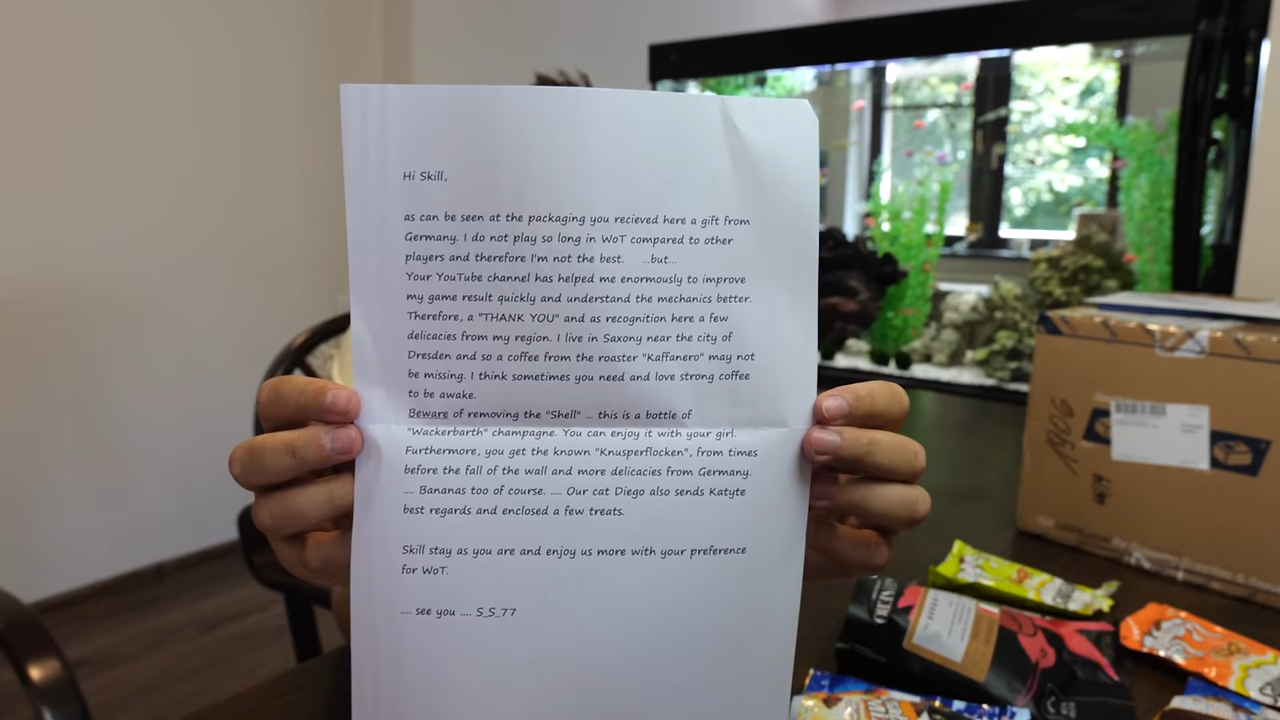 Hi Skill,
as can be seen at the packaging you recieved here a gift from
Germany. I do not play so long in WoT compared to other
players and therefore I'm not the best. ...but...
Your YouTube channel has helped me enormously to improve
my game result quickly and understand the mechanics better.
Therefore, a "THANK YOU" and as recognition here a few
delicacies from my region. I live in Saxony near the city of
Dresden and so a coffee from the roaster "Kaffanero" may not
be missing. I think sometimes you need and love strong coffee
to be awake.
Beware of removing the "Shell" ... this is a bottle of
"Wackerbarth" champagne. You can enjoy it with your girl.
Furthermore, you get the known "Knusperflocken", from times
before the fall of the wall and more delicacies from Germany.
.... Bananas too of course. .... Our cat Diego also sends Katyte
best regards and enclosed a few treats.
Skill stay as you are and enjoy us more with your preference
for WoT.
.... see you .... S_S_77
1906